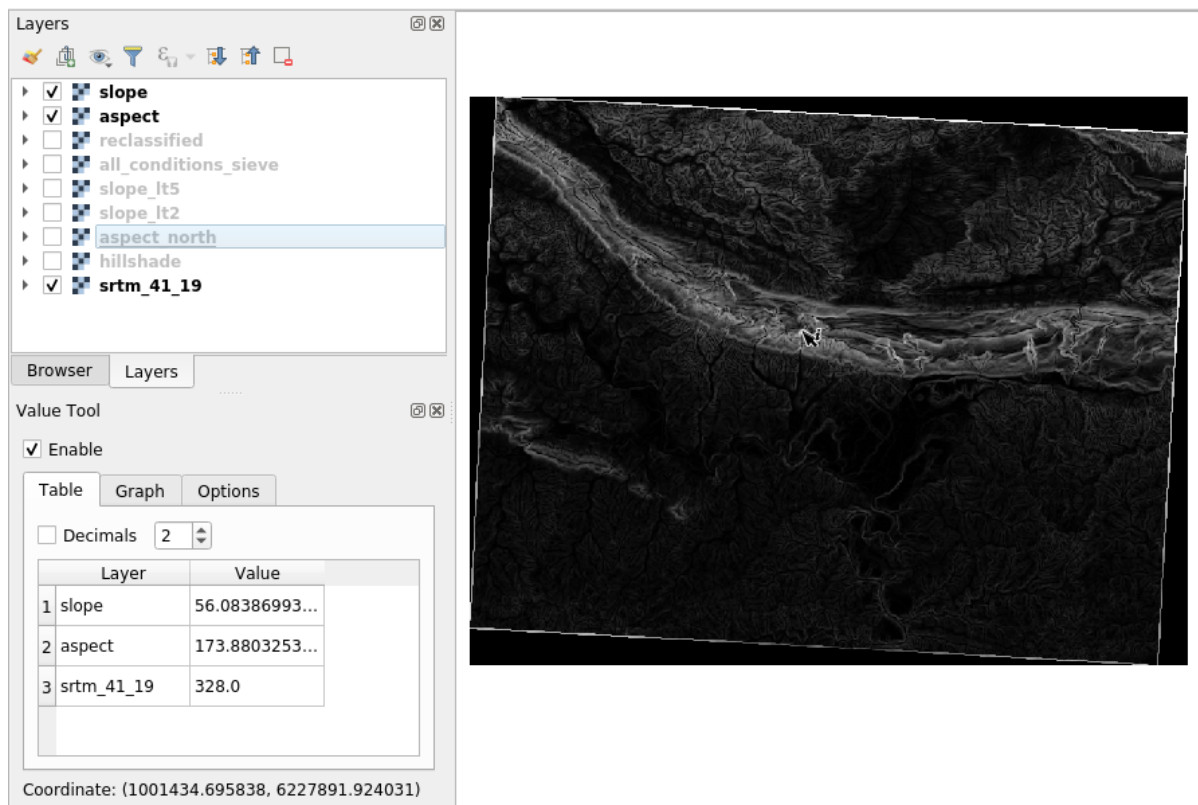 Layers
slope
aspect
reclassified
all_conditions_sieve
slope_lt5
slope_lt2
aspect_north
hillshade
srtm_41_19
Browser Layers
Value Tool
Enable
Table Graph Options
Decimals 2
Layer Value
1 slope 56.08386993...
2 aspect 173.8803253...
3 srtm_41_19 328.0
Coordinate: (1001434.695838, 6227891.924031)